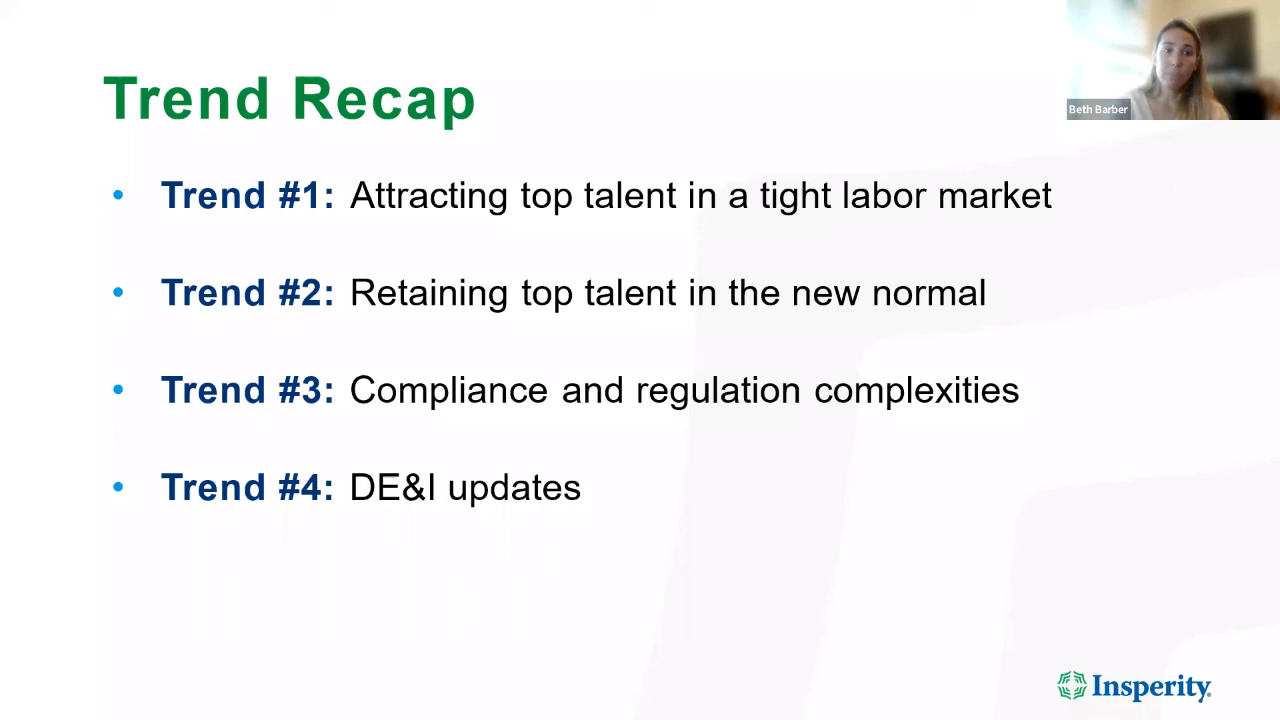 Trend Recap
Beth Barber
• Trend #1: Attracting top talent in a tight labor market
• Trend #2: Retaining top talent in the new normal
• Trend #3: Compliance and regulation complexities
• Trend #4: DE&I updates
Insperity.